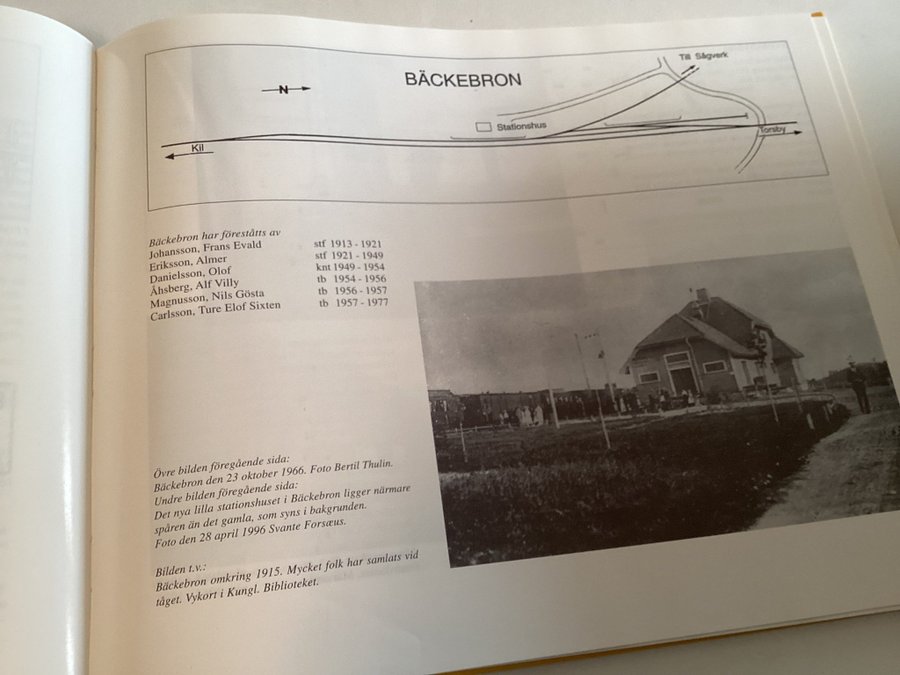 BÄCKEBRON
Till Sågverk
N
Stationshus
Kil
Torsby
Bäckebron har förestått​s av
Johansson, Frans Evald stf 1913 - 1921
Eriksson, Almer stf 1921 - 1949
Danielsson, Olof knt 1949 - 1954
Åhsberg, Alf Villy tb 1954 - 1956
Magnusson, Nils Gösta tb 1956 - 1957
Carlsson, Ture Elof Sixten tb 1957 - 1977
Övre bilden föregående sida:
Bäckebron den 23 oktober 1966. Foto Bertil Thulin.
Undre bilden föregående sida:
Det nya lilla stationshuset i Bäckebron ligger närmare
spåren än det gamla, som syns i bakgrunden.
Foto den 28 april 1996 Svante Forsæus.
Bilden t.v.:
Bäckebron omkring 1915. Mycket folk har samlats vid
tåget. Vykort i Kungl. Biblioteket.